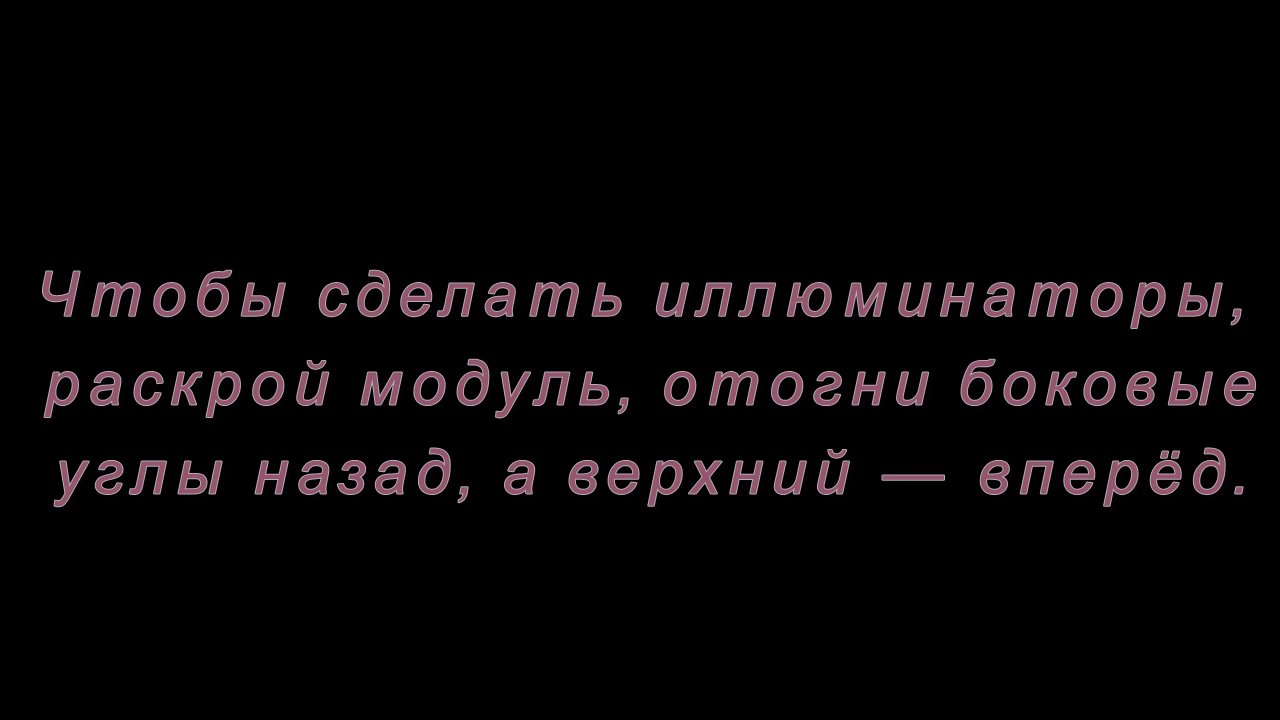 Чтобы сделать иллюминаторы,
раскрой модуль, отогни боковые
углы назад, а верхний — вперёд.